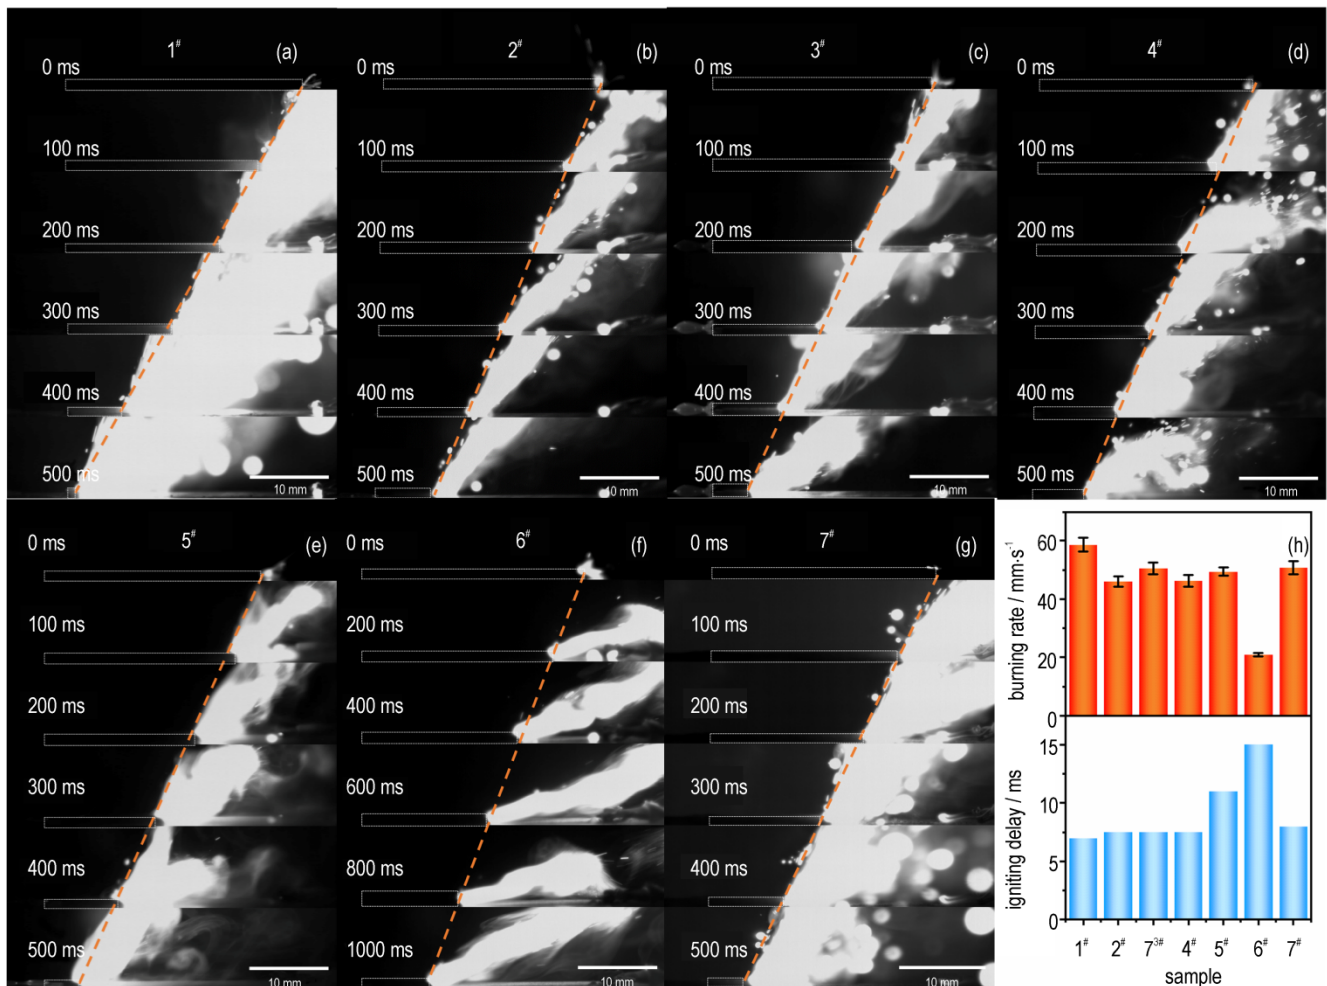 1# (a)
0 ms
100 ms
200 ms
300 ms
400 ms
500 ms
10 mm
2# (b)
0 ms
100 ms
200 ms
300 ms
400 ms
500 ms
10 mm
3# (c)
0 ms
100 ms
200 ms
300 ms
400 ms
500 ms
10 mm
4# (d)
0 ms
100 ms
200 ms
300 ms
400 ms
500 ms
10 mm
5# (e)
0 ms
100 ms
200 ms
300 ms
400 ms
500 ms
10 mm
6# (f)
0 ms
200 ms
400 ms
600 ms
800 ms
1000 ms
10 mm
7# (g)
0 ms
100 ms
200 ms
300 ms
400 ms
500 ms
10 mm
(h)
burning rate / mm·s⁻¹
60
40
20
0
igniting delay / ms
15
10
5
0
1# 2# 7³# 4# 5# 6# 7#
sample